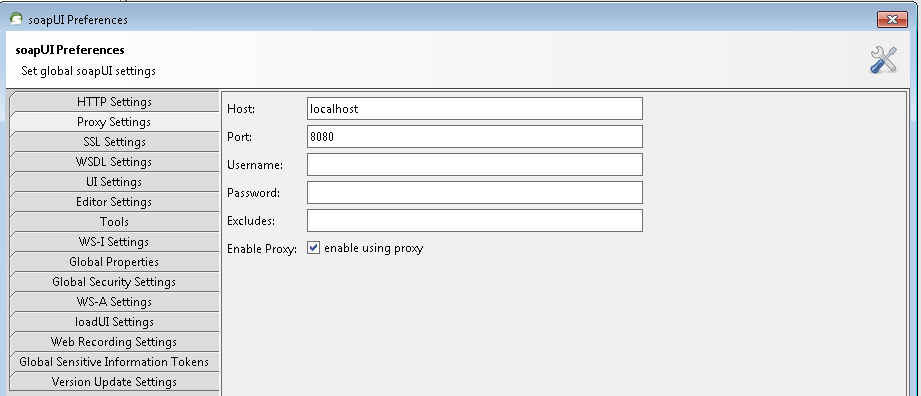 soapUI Preferences
soapUI Preferences
Set global soapUI settings
HTTP Settings
Proxy Settings
SSL Settings
WSDL Settings
UI Settings
Editor Settings
Tools
WS-I Settings
Global Properties
Global Security Settings
WS-A Settings
loadUI Settings
Web Recording Settings
Global Sensitive Information Tokens
Version Update Settings
Host: localhost
Port: 8080
Username:
Password:
Excludes:
Enable Proxy: enable using proxy